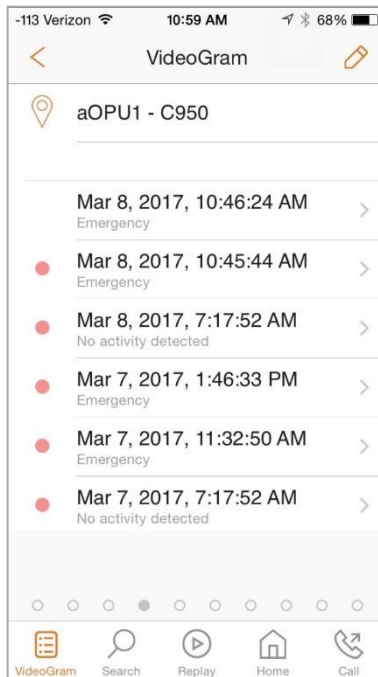 -113 Verizon 10:59 AM 68%
VideoGram
aOPU1 - C950
Mar 8, 2017, 10:46:24 AM
Emergency
Mar 8, 2017, 10:45:44 AM
Emergency
Mar 8, 2017, 7:17:52 AM
No activity detected
Mar 7, 2017, 1:46:33 PM
Emergency
Mar 7, 2017, 11:32:50 AM
Emergency
Mar 7, 2017, 7:17:52 AM
No activity detected
VideoGram Search Replay Home Call